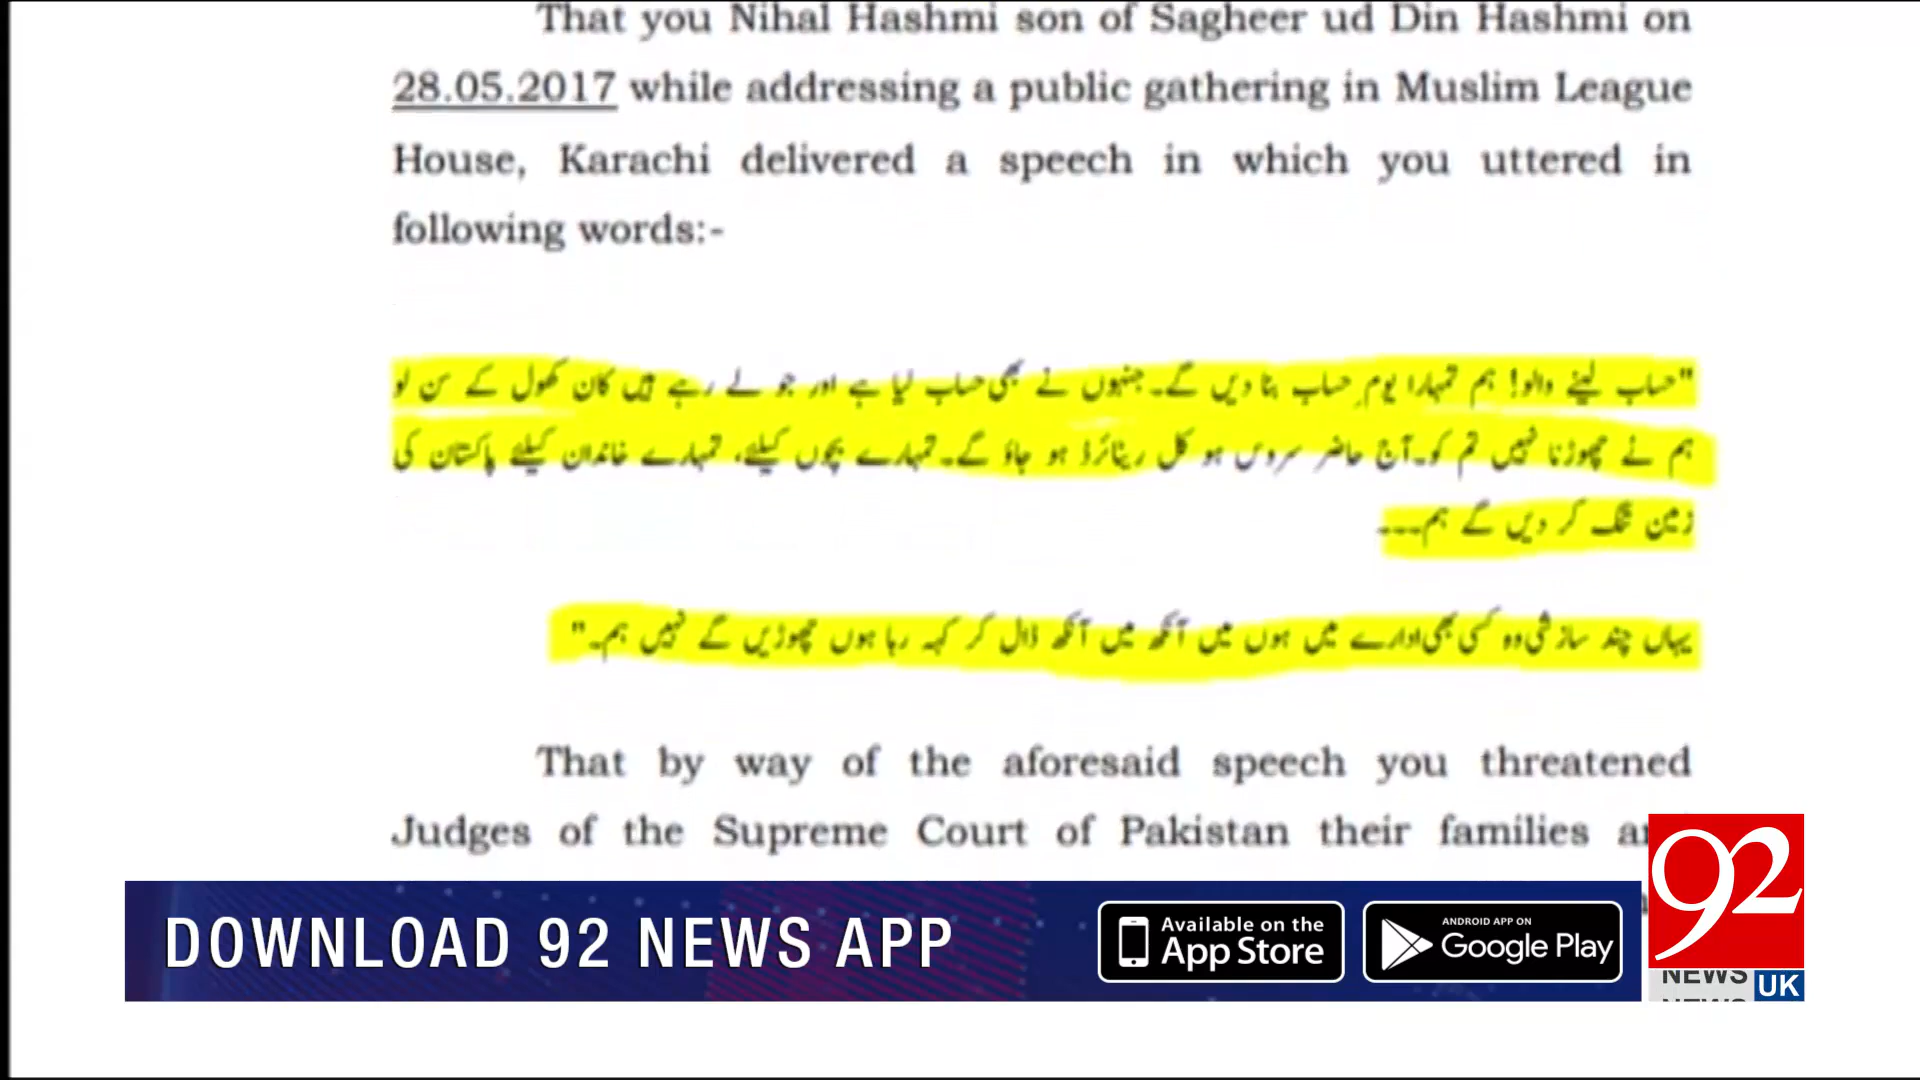 That you Nihal Hashmi son of Sagheer ud Din Hashmi on
28.05.2017 while addressing a public gathering in Muslim League
House, Karachi delivered a speech in which you uttered in
following words:-
"حساب لینے والو! ہم تمہارا یومِ حساب بنا دیں گے۔ جنہوں نے بھی حساب لیا ہے اور جو لے رہے ہیں کان کھول کے سن لو
ہم نے چھوڑنا نہیں تم کو۔ آج حاضر سروس ہو کل ریٹائرڈ ہو جاؤ گے۔ تمہارے بچوں کیلئے، تمہارے خاندان کیلئے پاکستان کی
زمین تنگ کر دیں گے ہم۔۔۔
یہاں چند سازشی وہ کسی بھی ادارے میں ہوں میں آنکھ میں آنکھ ڈال کر کہہ رہا ہوں چھوڑیں گے نہیں ہم۔"
That by way of the aforesaid speech you threatened
Judges of the Supreme Court of Pakistan their families
DOWNLOAD 92 NEWS APP
Available on the
App Store
ANDROID APP ON
Google Play
92
NEWS
UK